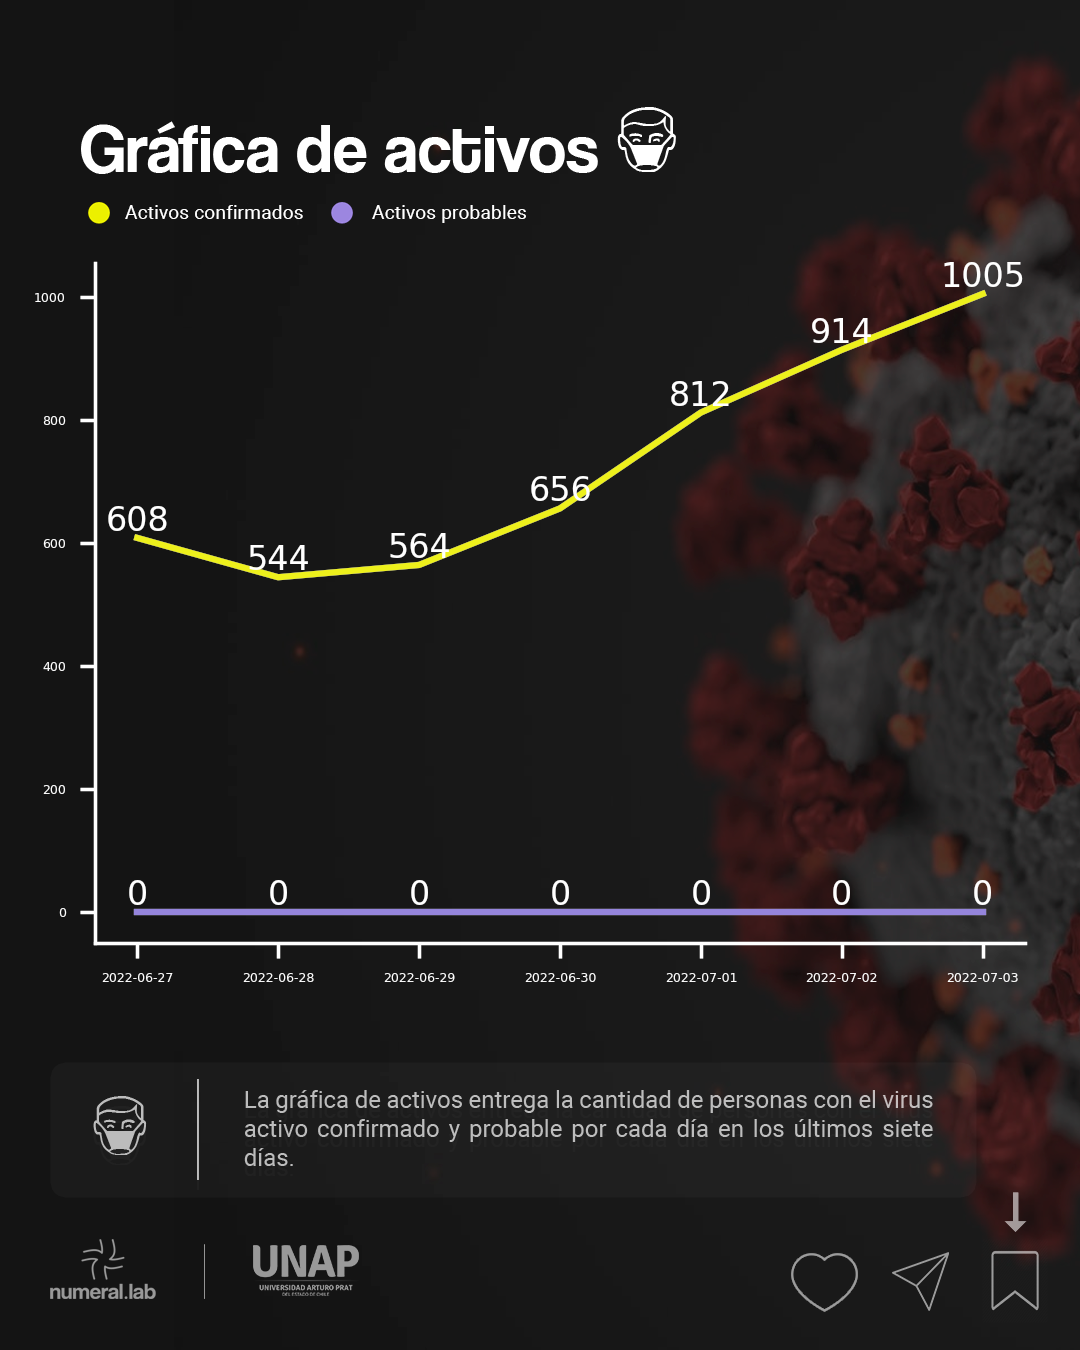 Gráfica de activos
Activos confirmados Activos probables
1005
1000
914
812
800
656
608
600
564
544
400
200
0 0 0 0 0 0 0
0
2022-06-27 2022-06-28 2022-06-29 2022-06-30 2022-07-01 2022-07-02 2022-07-03
La gráfica de activos entrega la cantidad de personas con el virus
activo confirmado y probable por cada día en los últimos siete
días.
numeral.lab
UNAP
UNIVERSIDAD ARTURO PRAT
DEL ESTADO DE CHILE